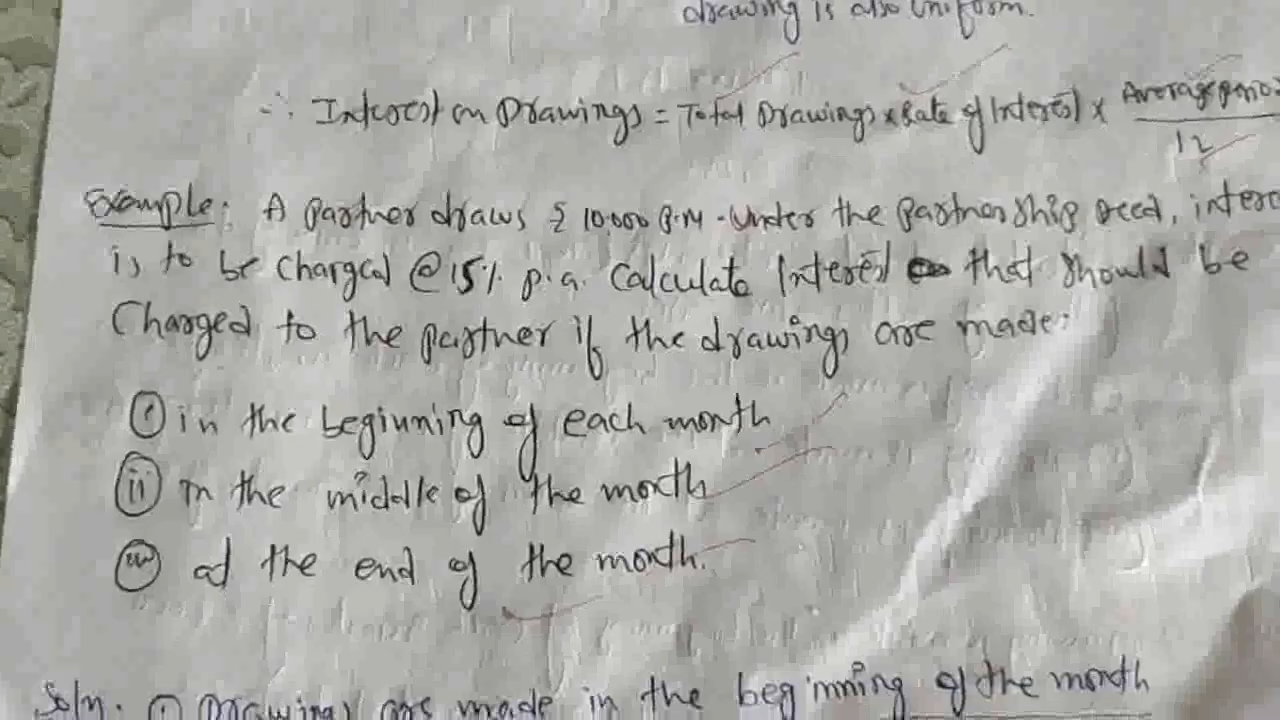 drawing is also uniform.
∴ Interest on Drawings = Total Drawings × Rate of Interest × Average perio
12
Example: A partner draws ₹ 10,000 P.M. Under the partnership Deed, intere
is to be charged @ 15% p.a. Calculate Interest that should be
Charged to the partner if the drawings are made:
(i) in the beginning of each month
(ii) in the middle of the month
(iii) at the end of the month.
Soln. (i) Drawings are made in the beginning of the month